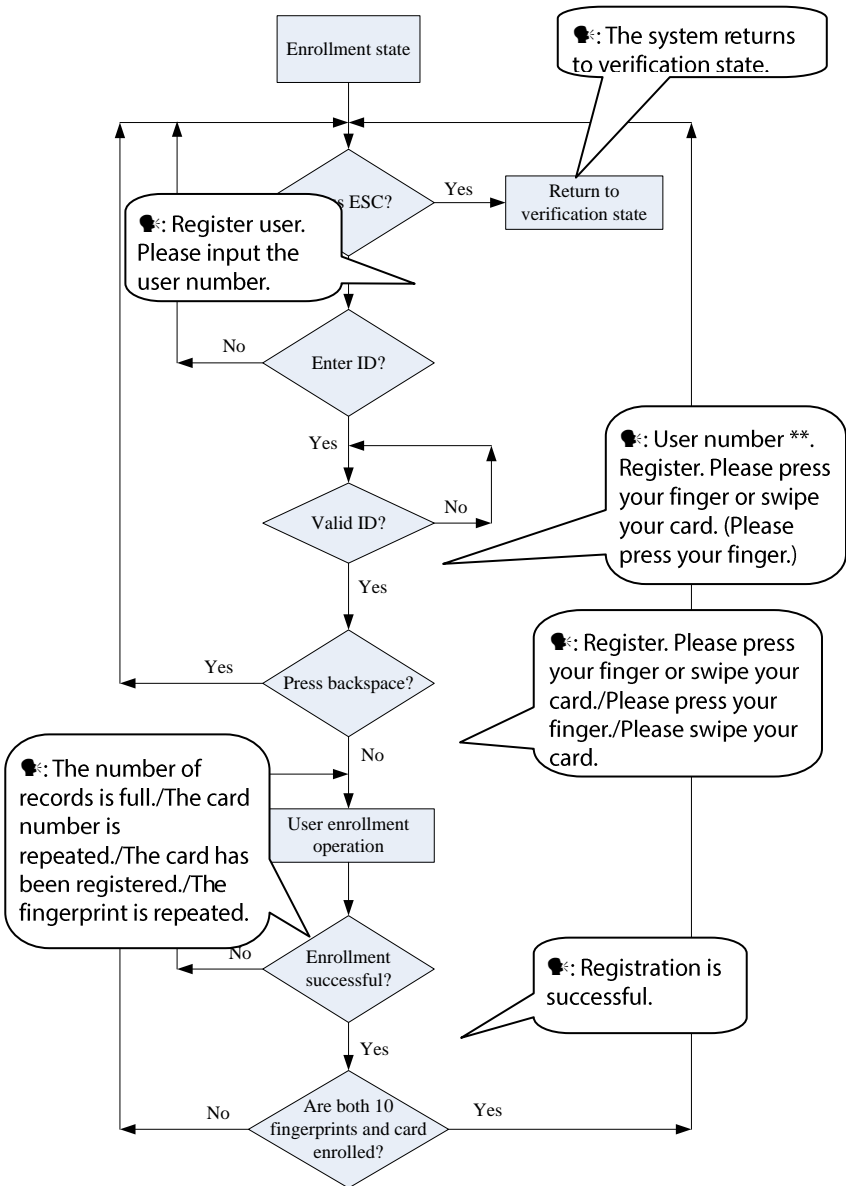 Enrollment state
🗣: The system returns
to verification state.
ESC?
Yes
Return to
verification state
🗣: Register user.
Please input the
user number.
No
Enter ID?
Yes
🗣: User number **.
Register. Please press
your finger or swipe
your card. (Please
press your finger.)
Valid ID?
No
Yes
🗣: Register. Please press
your finger or swipe your
card./Please press your
finger./Please swipe your
card.
Yes
Press backspace?
No
🗣: The number of
records is full./The card
number is
repeated./The card has
been registered./The
fingerprint is repeated.
User enrollment
operation
No
Enrollment
successful?
🗣: Registration is
successful.
Yes
No
Are both 10
fingerprints and card
enrolled?
Yes